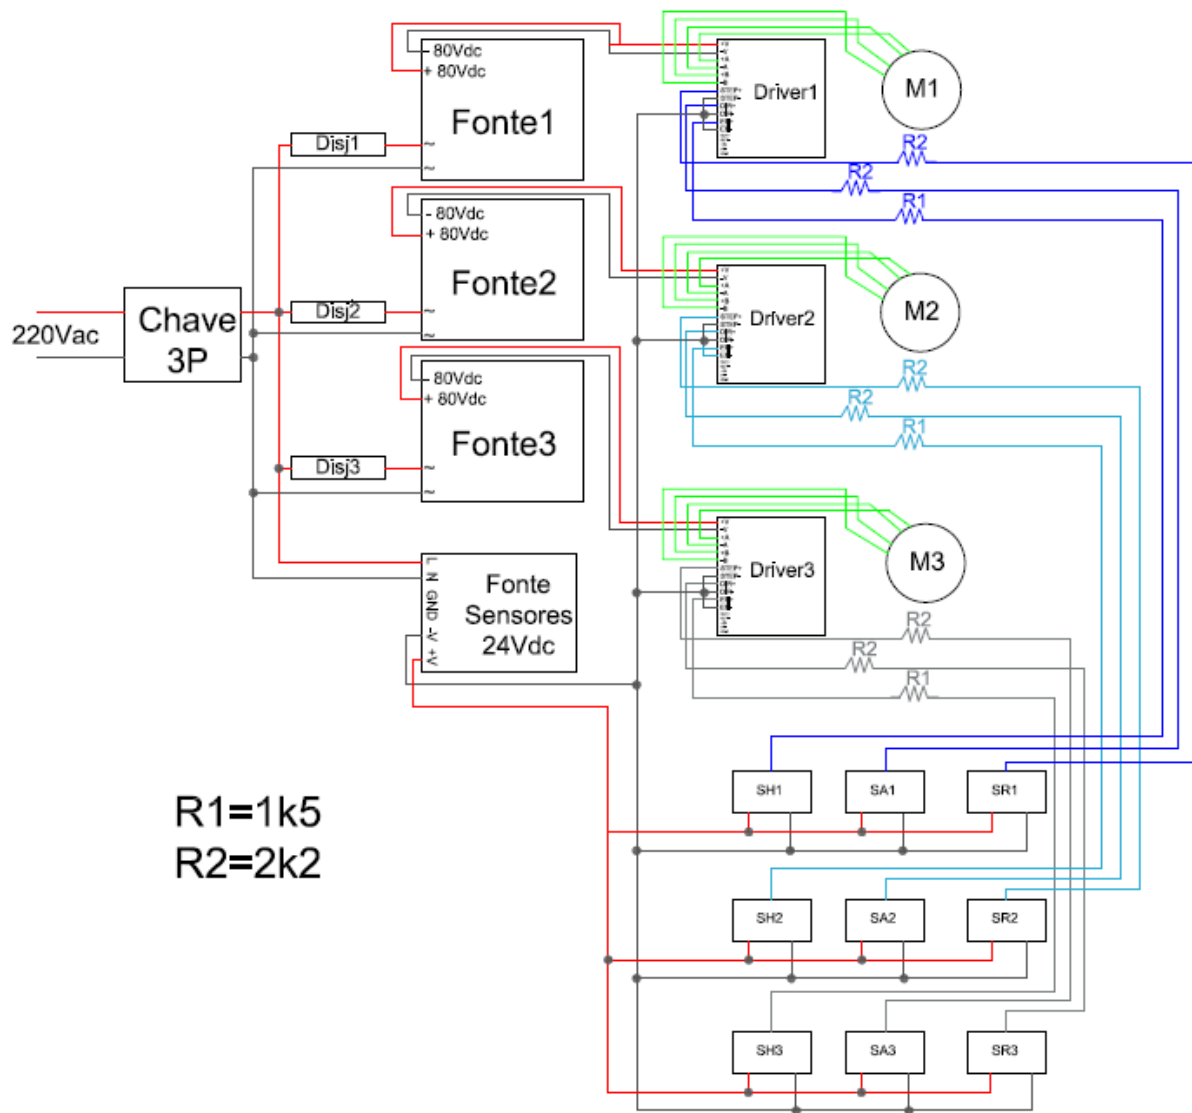 - 80Vdc
+ 80Vdc
Fonte1
~
~
Disj1
Driver1
M1
R2
R2
R1
- 80Vdc
+ 80Vdc
Fonte2
~
~
Disj2
220Vac
Chave
3P
Driver2
M2
R2
R2
R1
- 80Vdc
+ 80Vdc
Fonte3
~
~
Disj3
Driver3
M3
R2
R2
R1
L
N
GND
-V
+V
Fonte
Sensores
24Vdc
R1=1k5
R2=2k2
SH1
SA1
SR1
SH2
SA2
SR2
SH3
SA3
SR3